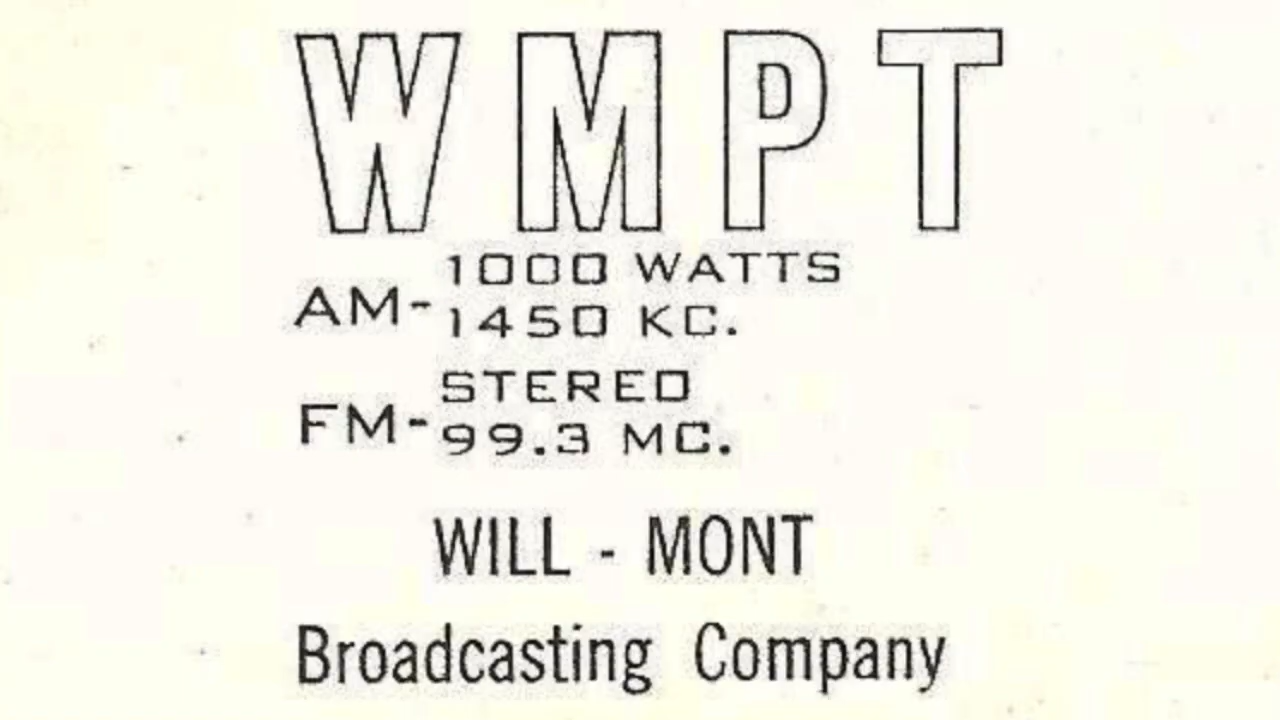 WMPT
AM- 1000 WATTS
1450 KC.
FM- STEREO
99.3 MC.
WILL - MONT
Broadcasting Company